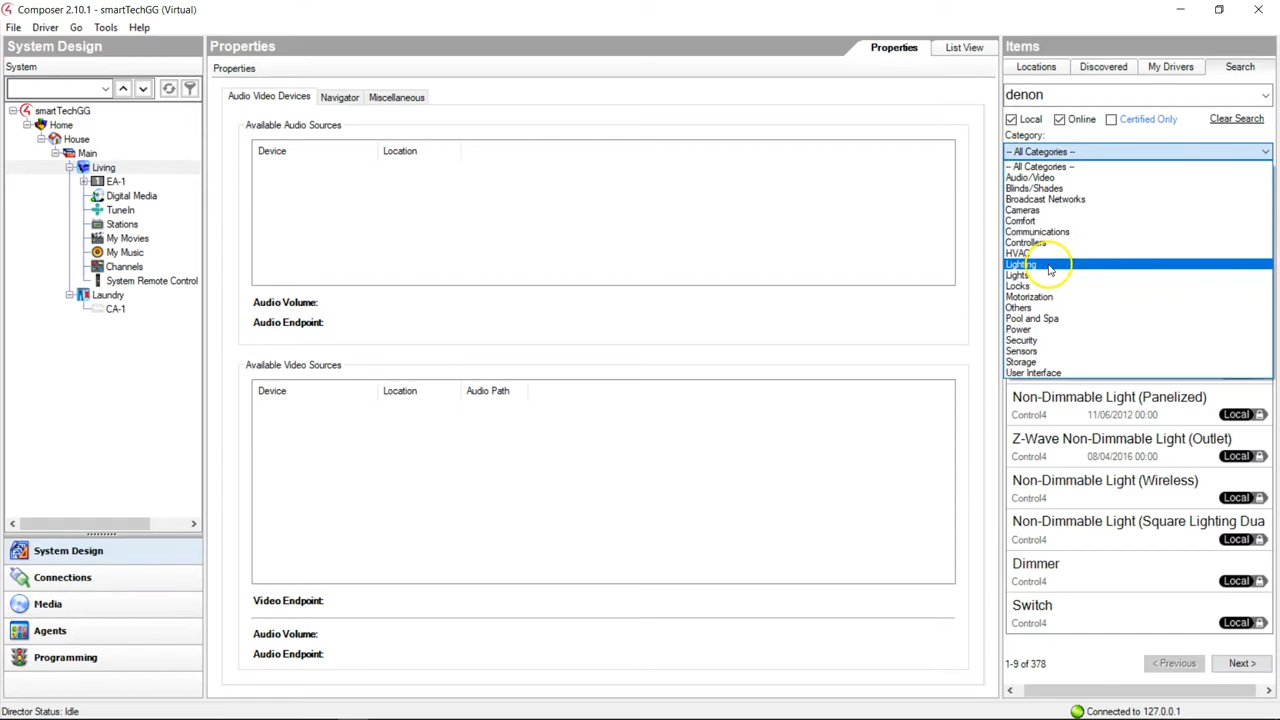 Composer 2.10.1 - smartTechGG (Virtual)
File Driver Go Tools Help
System Design
System
smartTechGG
Home
House
Main
Living
EA-1
Digital Media
TuneIn
Stations
My Movies
My Music
Channels
System Remote Control
Laundry
CA-1
System Design
Connections
Media
Agents
Programming
Director Status: Idle
Properties
Properties List View
Properties
Audio Video Devices Navigator Miscellaneous
Available Audio Sources
Device Location
Audio Volume:
Audio Endpoint:
Available Video Sources
Device Location Audio Path
Video Endpoint:
Audio Volume:
Audio Endpoint:
Items
Locations Discovered My Drivers Search
denon
Local Online Certified Only Clear Search
Category:
-- All Categories --
-- All Categories --
Audio/Video
Blinds/Shades
Broadcast Networks
Cameras
Comfort
Communications
Controllers
HVAC
Lighting
Lights
Locks
Motorization
Others
Pool and Spa
Power
Security
Sensors
Storage
User Interface
Non-Dimmable Light (Panelized)
Control4 11/06/2012 00:00 Local
Z-Wave Non-Dimmable Light (Outlet)
Control4 08/04/2016 00:00 Local
Non-Dimmable Light (Wireless)
Control4 Local
Non-Dimmable Light (Square Lighting Dua
Control4 Local
Dimmer
Control4 Local
Switch
Control4 Local
1-9 of 378 < Previous Next >
Connected to 127.0.0.1